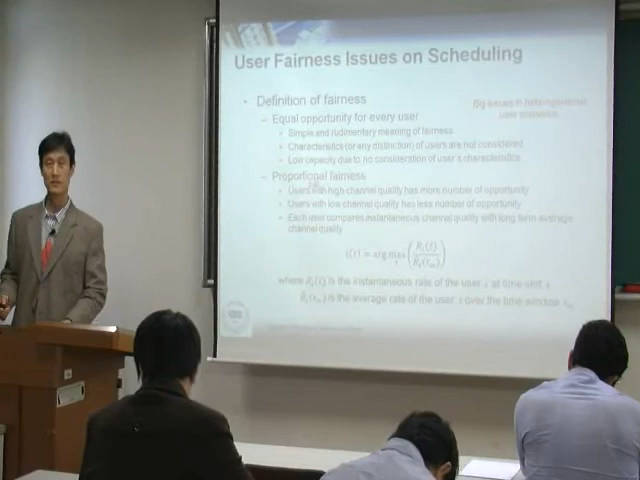 User Fairness Issues on Scheduling
Big issues in heterogeneous
user scenario
• Definition of fairness
– Equal opportunity for every user
• Simple and rudimentary meaning of fairness
• Characteristics (or any distinction) of users are not considered
• Low capacity due to no consideration of user's characteristics
– Proportional fairness
• Users with high channel quality has more number of opportunity
• Users with low channel quality has less number of opportunity
• Each user compares instantaneous channel quality with long term average
channel quality
is the instantaneous rate of the user
where at time slot
is the average rate of the user over the time window